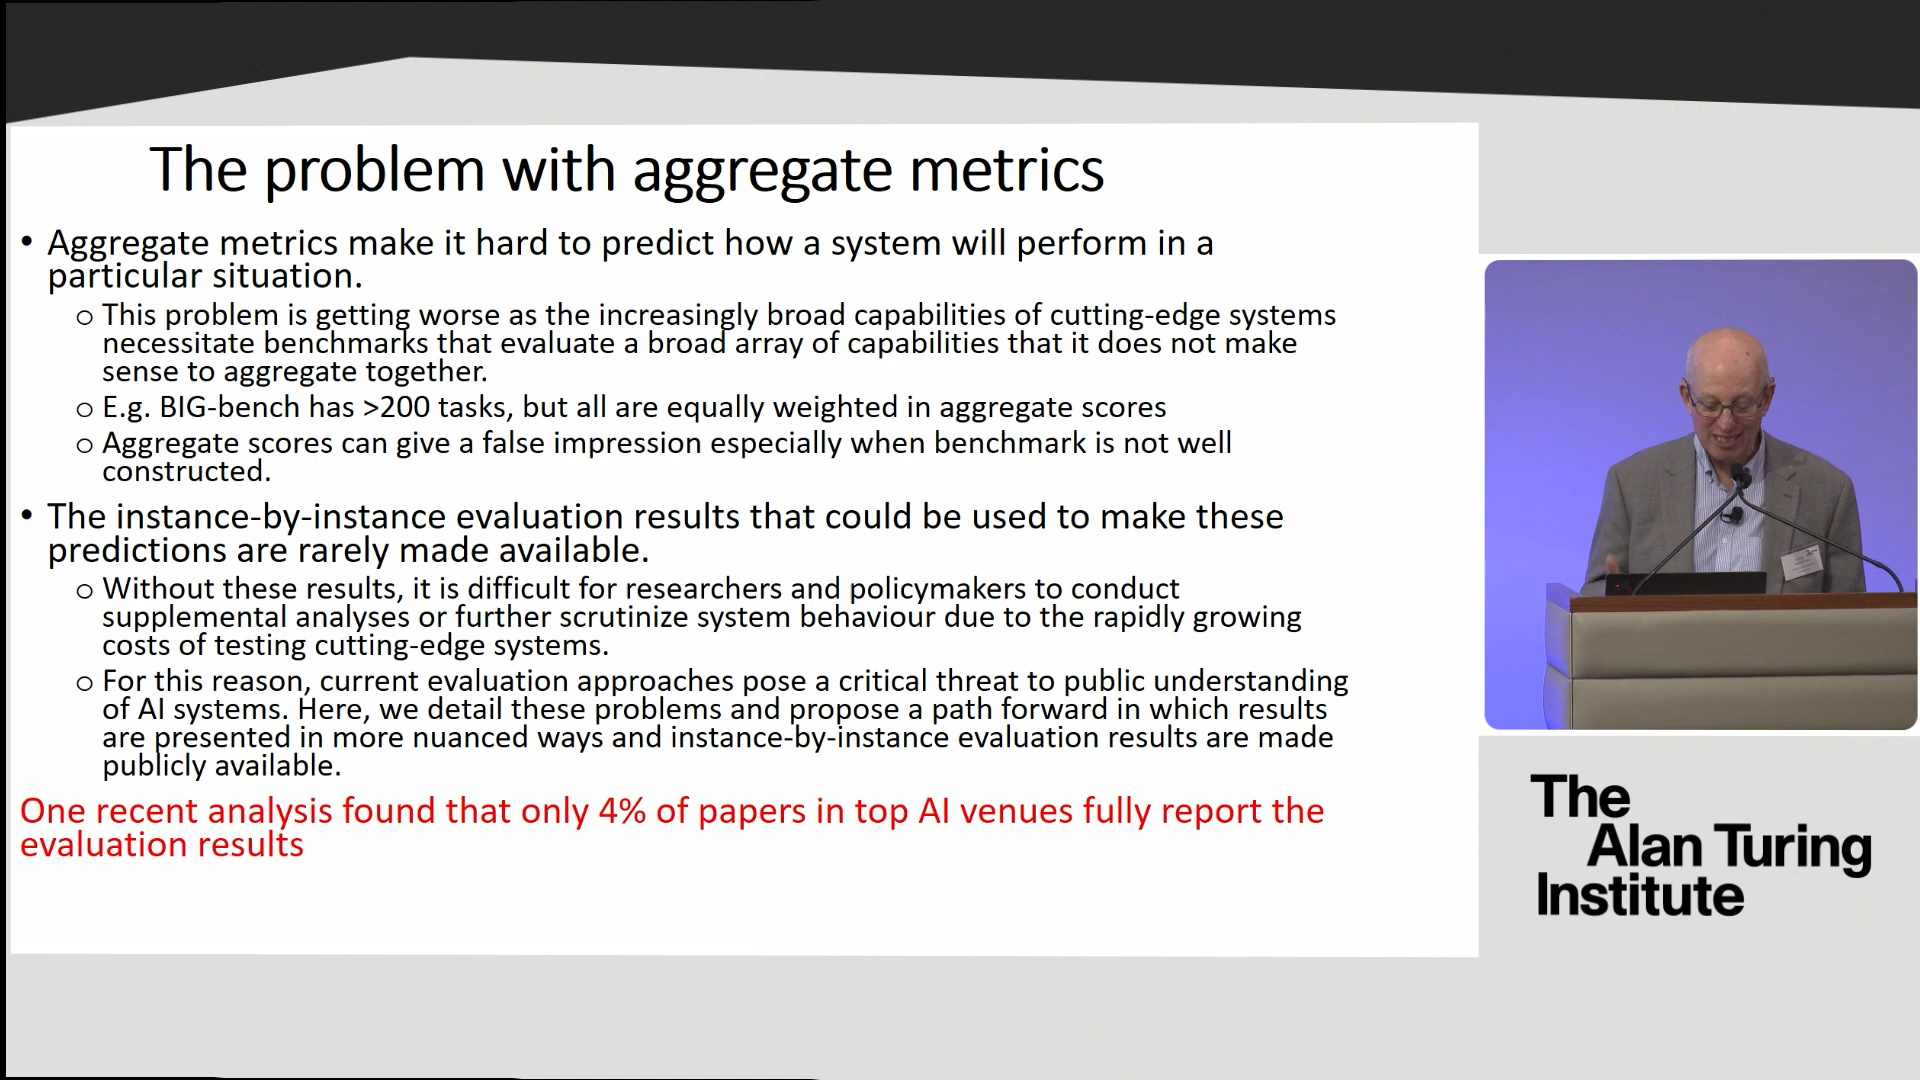 The problem with aggregate metrics
• Aggregate metrics make it hard to predict how a system will perform in a
particular situation.
o This problem is getting worse as the increasingly broad capabilities of cutting-edge systems
necessitate benchmarks that evaluate a broad array of capabilities that it does not make
sense to aggregate together.
o E.g. BIG-bench has >200 tasks, but all are equally weighted in aggregate scores
o Aggregate scores can give a false impression especially when benchmark is not well
constructed.
• The instance-by-instance evaluation results that could be used to make these
predictions are rarely made available.
o Without these results, it is difficult for researchers and policymakers to conduct
supplemental analyses or further scrutinize system behaviour due to the rapidly growing
costs of testing cutting-edge systems.
o For this reason, current evaluation approaches pose a critical threat to public understanding
of AI systems. Here, we detail these problems and propose a path forward in which results
are presented in more nuanced ways and instance-by-instance evaluation results are made
publicly available.
One recent analysis found that only 4% of papers in top AI venues fully report the
evaluation results
The
Alan Turing
Institute